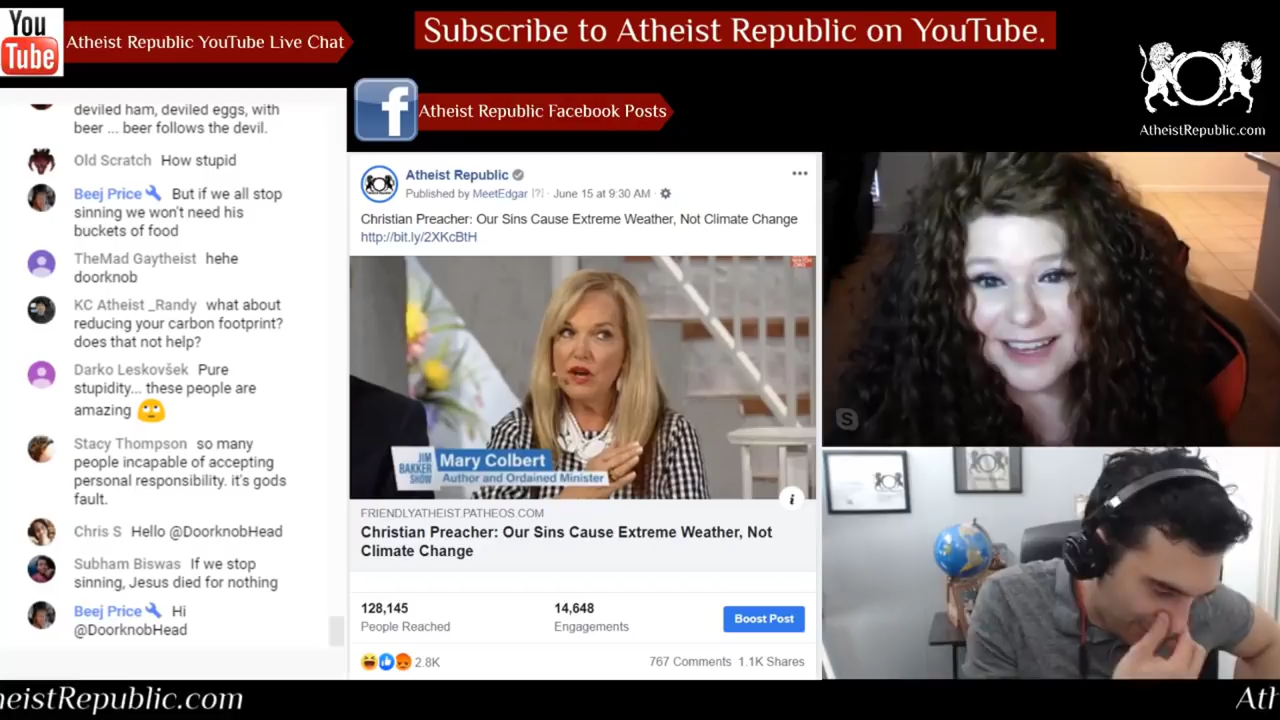 You
Tube
Atheist Republic YouTube Live Chat
Subscribe to Atheist Republic on YouTube.
AtheistRepublic.com
f
Atheist Republic Facebook Posts
deviled ham, deviled eggs, with
beer ... beer follows the devil.
Old Scratch How stupid
Beej Price But if we all stop
sinning we won't need his
buckets of food
TheMad Gaytheist hehe
doorknob
KC Atheist _Randy what about
reducing your carbon footprint?
does that not help?
Darko Leskovšek Pure
stupidity... these people are
amazing
Stacy Thompson so many
people incapable of accepting
personal responsibility. it's gods
fault.
Chris S Hello @DoorknobHead
Subham Biswas If we stop
sinning, Jesus died for nothing
Beej Price Hi
@DoorknobHead
Atheist Republic
Published by MeetEdgar [?] · June 15 at 9:30 AM ·
Christian Preacher: Our Sins Cause Extreme Weather, Not Climate Change
http://bit.ly/2XKcBtH
JIM
BAKKER
SHOW
Mary Colbert
Author and Ordained Minister
i
FRIENDLYATHEIST.PATHEOS.COM
Christian Preacher: Our Sins Cause Extreme Weather, Not
Climate Change
128,145
People Reached
14,648
Engagements
Boost Post
2.8K
767 Comments 1.1K Shares
S
heistRepublic.com
Ath